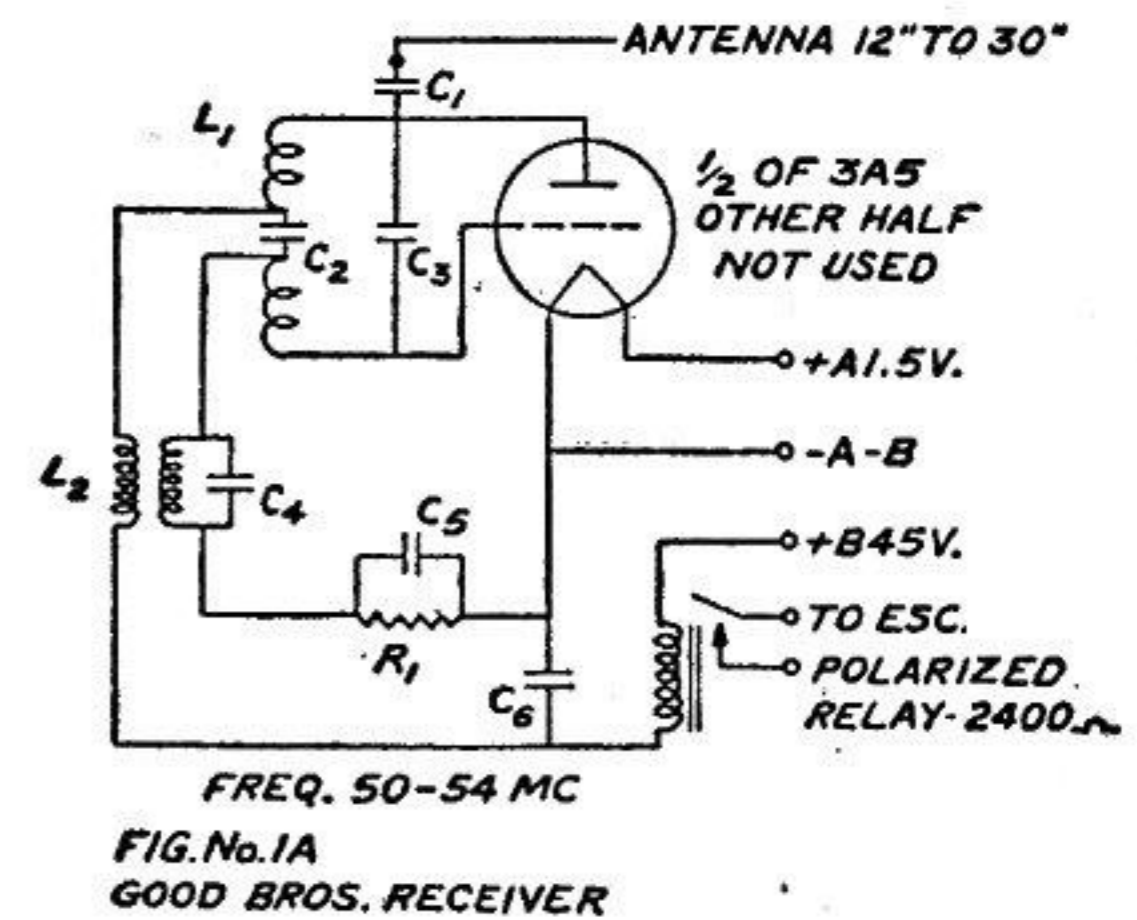 ANTENNA 12" TO 30"
C1
L1
½ OF 3A5
OTHER HALF
NOT USED
C2
C3
+A1.5V.
-A-B
L2
C4
C5
+B45V.
TO ESC.
R1
POLARIZED
RELAY-2400~
C6
FREQ. 50-54 MC
FIG. No. 1A
GOOD BROS. RECEIVER